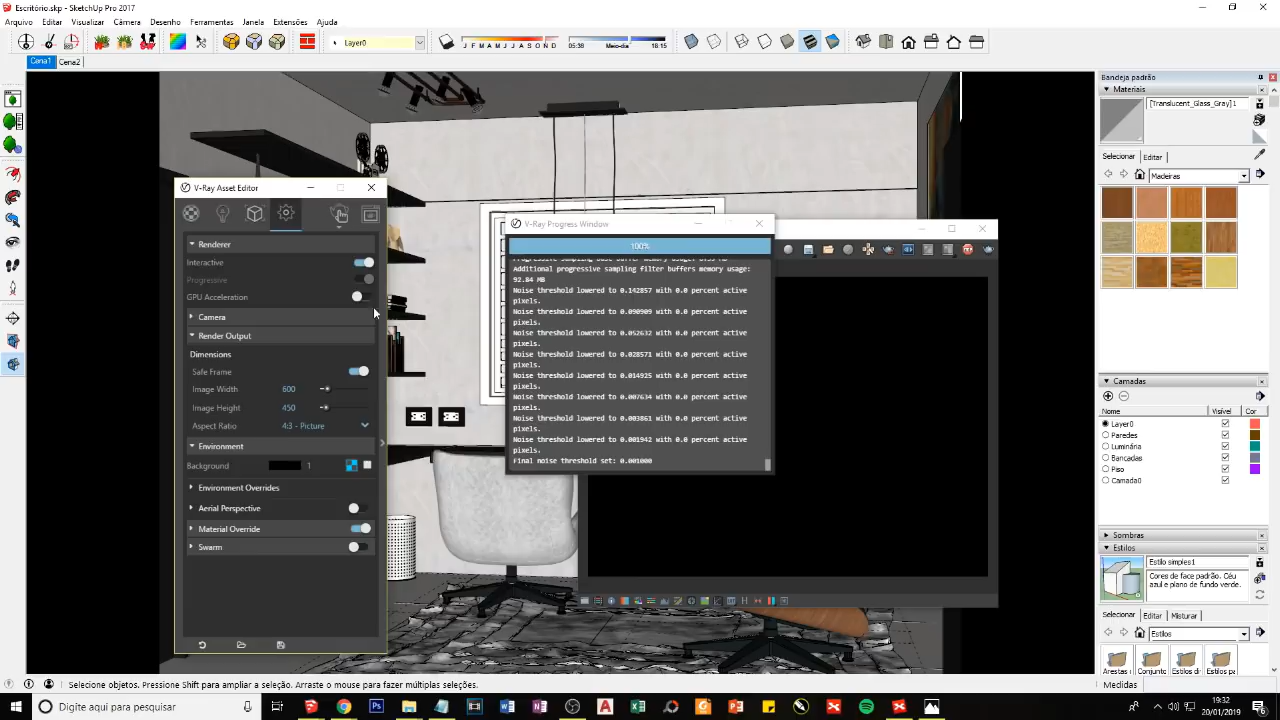 Escritório.skp - SketchUp Pro 2017
Arquivo Editar Visualizar Câmera Desenho Ferramentas Janela Extensões Ajuda
Layer0
J F M A M J J A S O N D
05:38 Meio-dia 18:15
Cena1 Cena2
V-Ray Asset Editor
Renderer
Interactive
Progressive
GPU Acceleration
Camera
Render Output
Dimensions
Safe Frame
Image Width 600
Image Height 450
Aspect Ratio 4:3 - Picture
Environment
Background 1
Environment Overrides
Aerial Perspective
Material Override
Swarm
V-Ray Progress Window
100%
Additional progressive sampling filter buffers memory usage:
92.84 MB
Noise threshold lowered to 0.142857 with 0.0 percent active
pixels.
Noise threshold lowered to 0.090909 with 0.0 percent active
pixels.
Noise threshold lowered to 0.052632 with 0.0 percent active
pixels.
Noise threshold lowered to 0.028571 with 0.0 percent active
pixels.
Noise threshold lowered to 0.014925 with 0.0 percent active
pixels.
Noise threshold lowered to 0.007634 with 0.0 percent active
pixels.
Noise threshold lowered to 0.003861 with 0.0 percent active
pixels.
Noise threshold lowered to 0.001942 with 0.0 percent active
pixels.
Final noise threshold set: 0.001000
Bandeja padrão
Materiais
[Translucent_Glass_Gray]1
Selecionar Editar
Madeiras
Camadas
Nome Visível Cor
Layer0
Paredes
Luminária
Bancadas
Piso
Camada0
Sombras
Estilos
Estilo simples1
Cores de face padrão. Céu
azul e plano de fundo verde.
Selecionar Editar Misturar
Estilos
Arestas Conjunto Estilos di Estilos pe
Selecione objetos. Pressione Shift para ampliar a seleção. Arraste o mouse para fazer múltiplas seleções.
Medidas
Digite aqui para pesquisar
19:32
20/01/2019